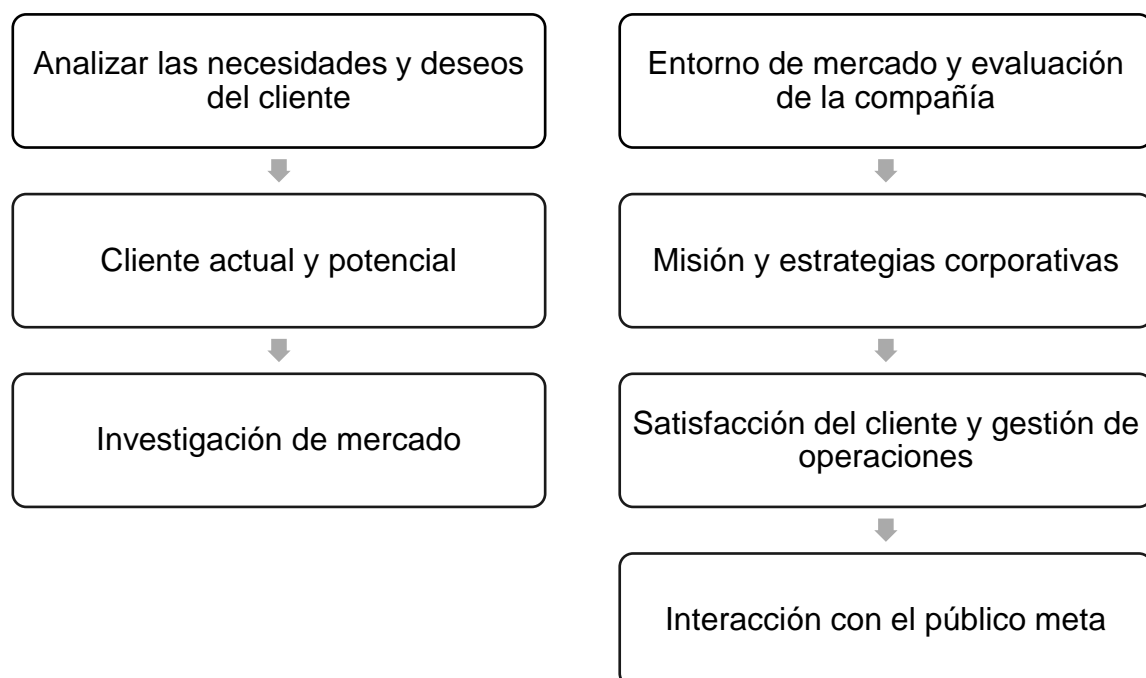 Analizar las necesidades y deseos
del cliente
Cliente actual y potencial
Investigación de mercado
Entorno de mercado y evaluación
de la compañía
Misión y estrategias corporativas
Satisfacción del cliente y gestión de
operaciones
Interacción con el público meta